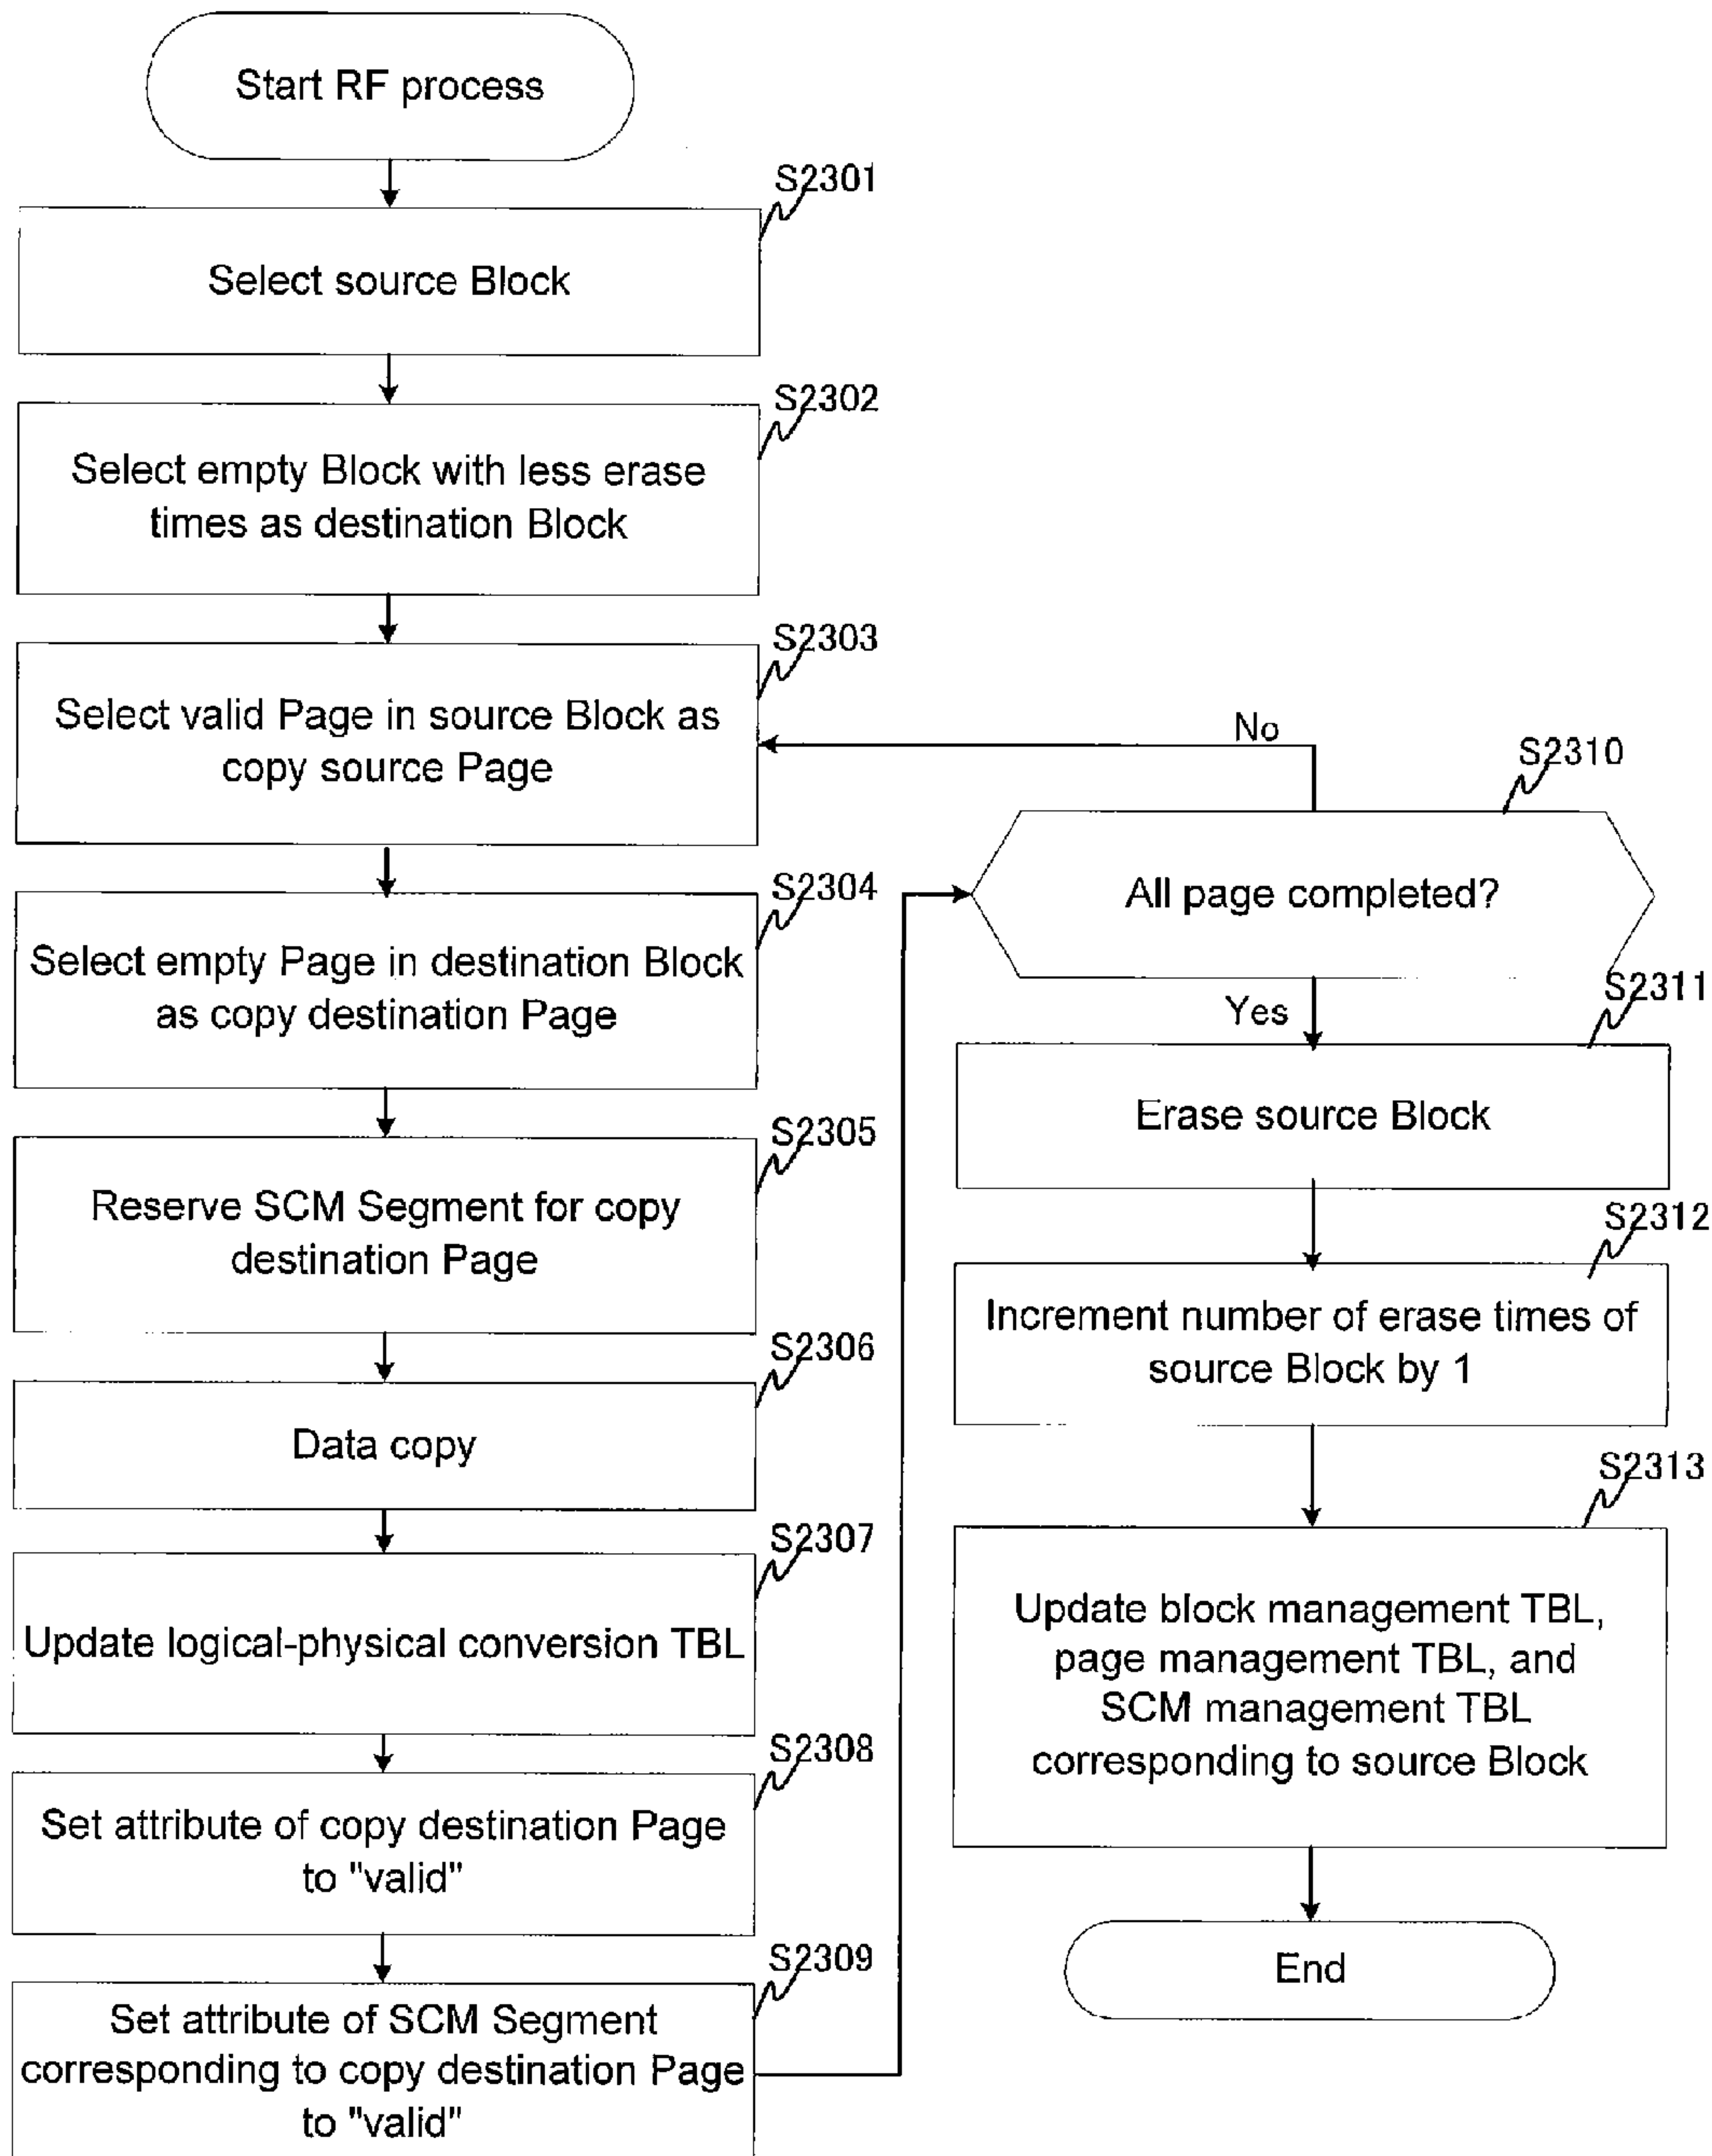 Start RF process
S2301
Select source Block
S2302
Select empty Block with less erase
times as destination Block
S2303
Select valid Page in source Block as
copy source Page
S2304
Select empty Page in destination Block
as copy destination Page
S2305
Reserve SCM Segment for copy
destination Page
S2306
Data copy
S2307
Update logical-physical conversion TBL
S2308
Set attribute of copy destination Page
to "valid"
S2309
Set attribute of SCM Segment
corresponding to copy destination Page
to "valid"
No
S2310
All page completed?
Yes
S2311
Erase source Block
S2312
Increment number of erase times of
source Block by 1
S2313
Update block management TBL,
page management TBL, and
SCM management TBL
corresponding to source Block
End